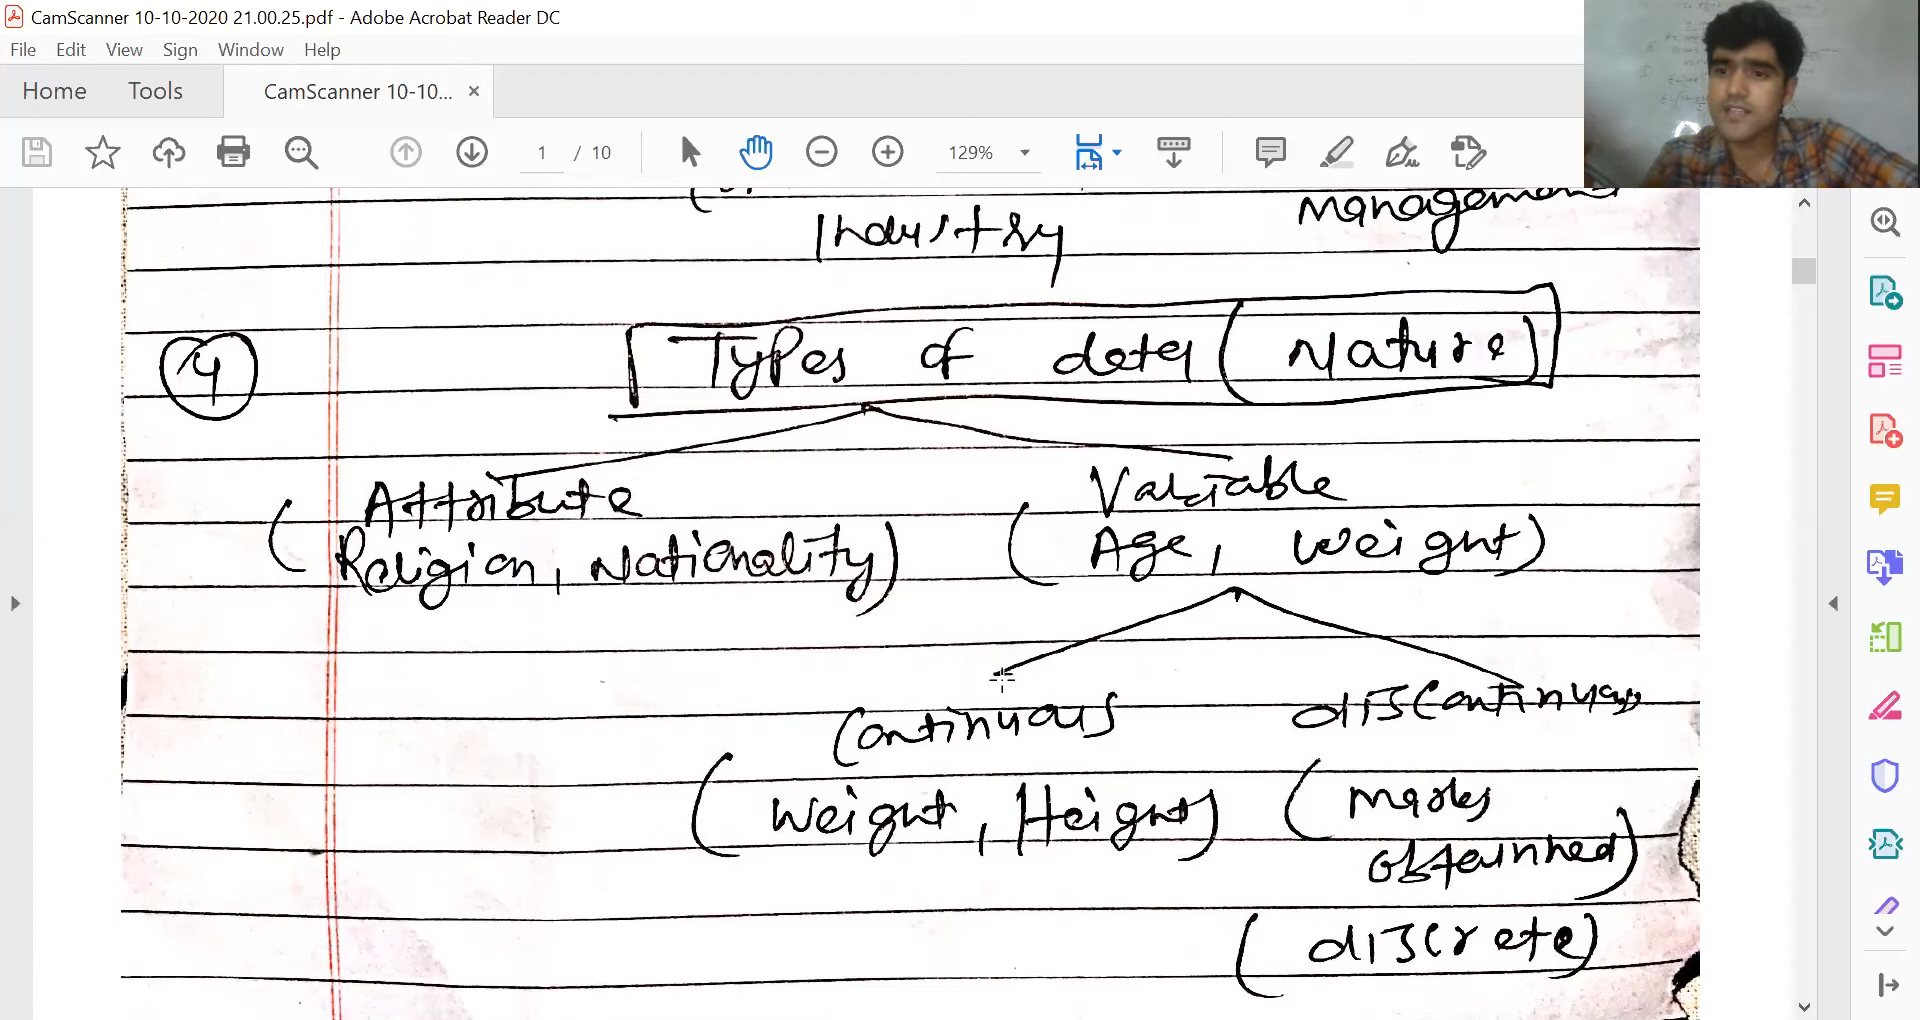 CamScanner 10-10-2020 21.00.25.pdf - Adobe Acrobat Reader DC
File Edit View Sign Window Help
Home Tools CamScanner 10-10... ×
1 / 10 129%
Industry
management
4 Types of data (Nature)
Attribute Variable
(Religion, Nationality) (Age, weight)
Continuous discontinuous
(Weight, Height) (Marks
obtainned)
(discrete)